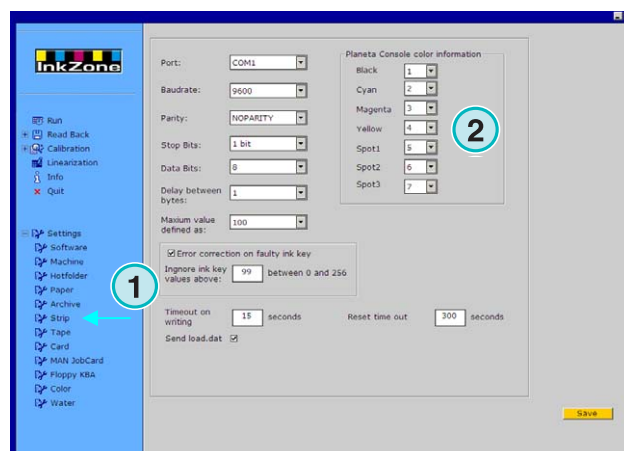 InkZone
Run
Read Back
Calibration
Linearization
Info
Quit
Settings
Software
Machine
Hotfolder
Paper
Archive
Strip
Tape
Card
MAN JobCard
Floppy KBA
Color
Water
1
Port:
COM1
Baudrate:
9600
Parity:
NOPARITY
Stop Bits:
1 bit
Data Bits:
8
Delay between
bytes:
1
Maxium value
defined as:
100
Planeta Console color information
Black
1
Cyan
2
Magenta
3
Yellow
4
Spot1
5
Spot2
6
Spot3
7
2
Error correction on faulty ink key
Ingnore ink key
values above:
99 between 0 and 256
Timeout on
writing
15 seconds
Reset time out 300 seconds
Send load.dat
Save